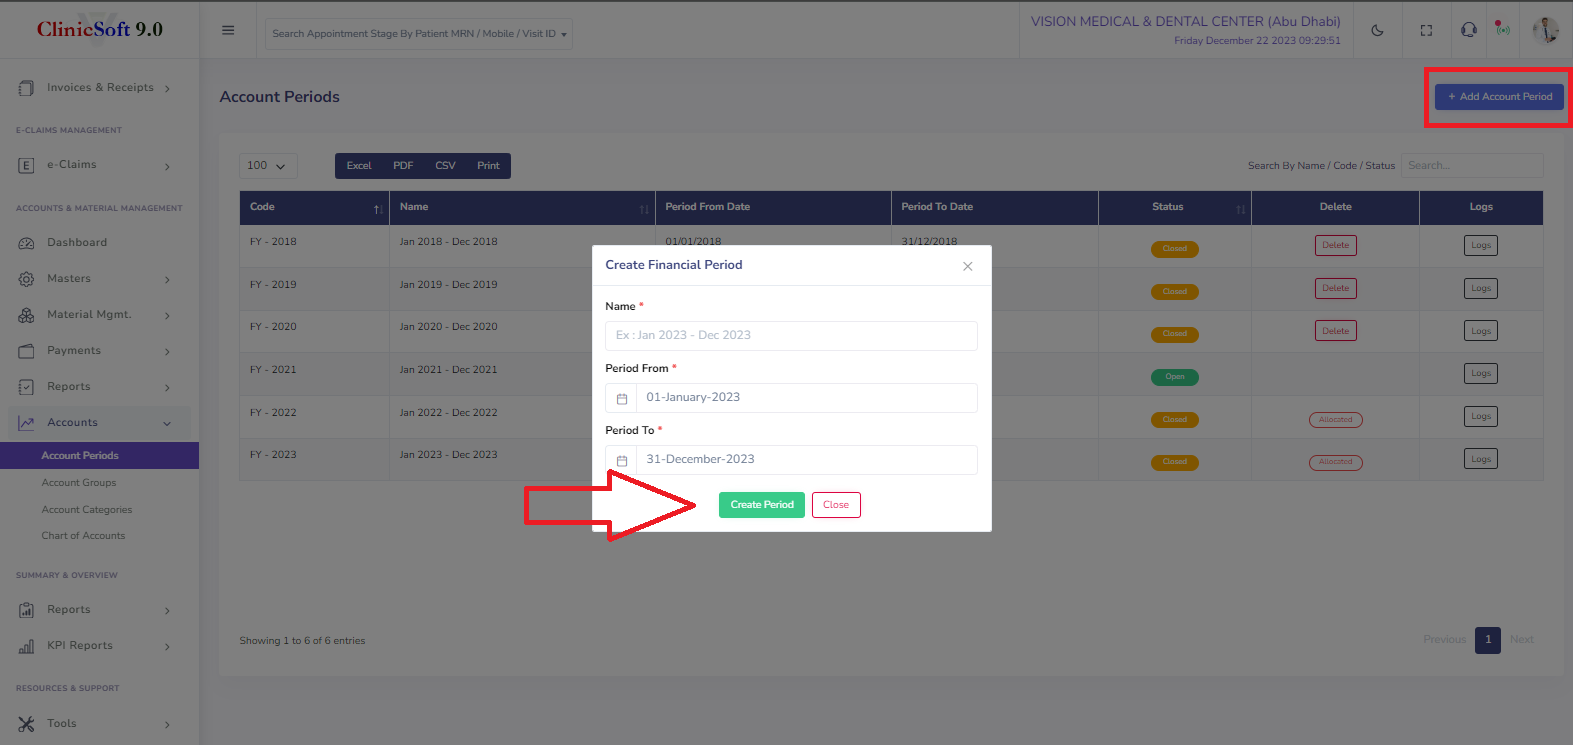 ClinicSoft 9.0
Search Appointment Stage By Patient MRN / Mobile / Visit ID
VISION MEDICAL & DENTAL CENTER (Abu Dhabi)
Friday December 22 2023 09:29:51
Invoices & Receipts
E-CLAIMS MANAGEMENT
E e-Claims
ACCOUNTS & MATERIAL MANAGEMENT
Dashboard
Masters
Material Mgmt.
Payments
Reports
Accounts
Account Periods
Account Groups
Account Categories
Chart of Accounts
SUMMARY & OVERVIEW
Reports
KPI Reports
RESOURCES & SUPPORT
Tools
Account Periods
+ Add Account Period
100
Excel PDF CSV Print
Search By Name / Code / Status Search...
Code Name Period From Date Period To Date Status Delete Logs
FY - 2018 Jan 2018 - Dec 2018 01/01/2018 31/12/2018 Closed Delete Logs
FY - 2019 Jan 2019 - Dec 2019 Closed Delete Logs
FY - 2020 Jan 2020 - Dec 2020 Closed Delete Logs
FY - 2021 Jan 2021 - Dec 2021 Open Logs
FY - 2022 Jan 2022 - Dec 2022 Closed Allocated Logs
FY - 2023 Jan 2023 - Dec 2023 Closed Allocated Logs
Create Financial Period
Name *
Ex : Jan 2023 - Dec 2023
Period From *
01-January-2023
Period To *
31-December-2023
Create Period Close
Showing 1 to 6 of 6 entries
Previous 1 Next